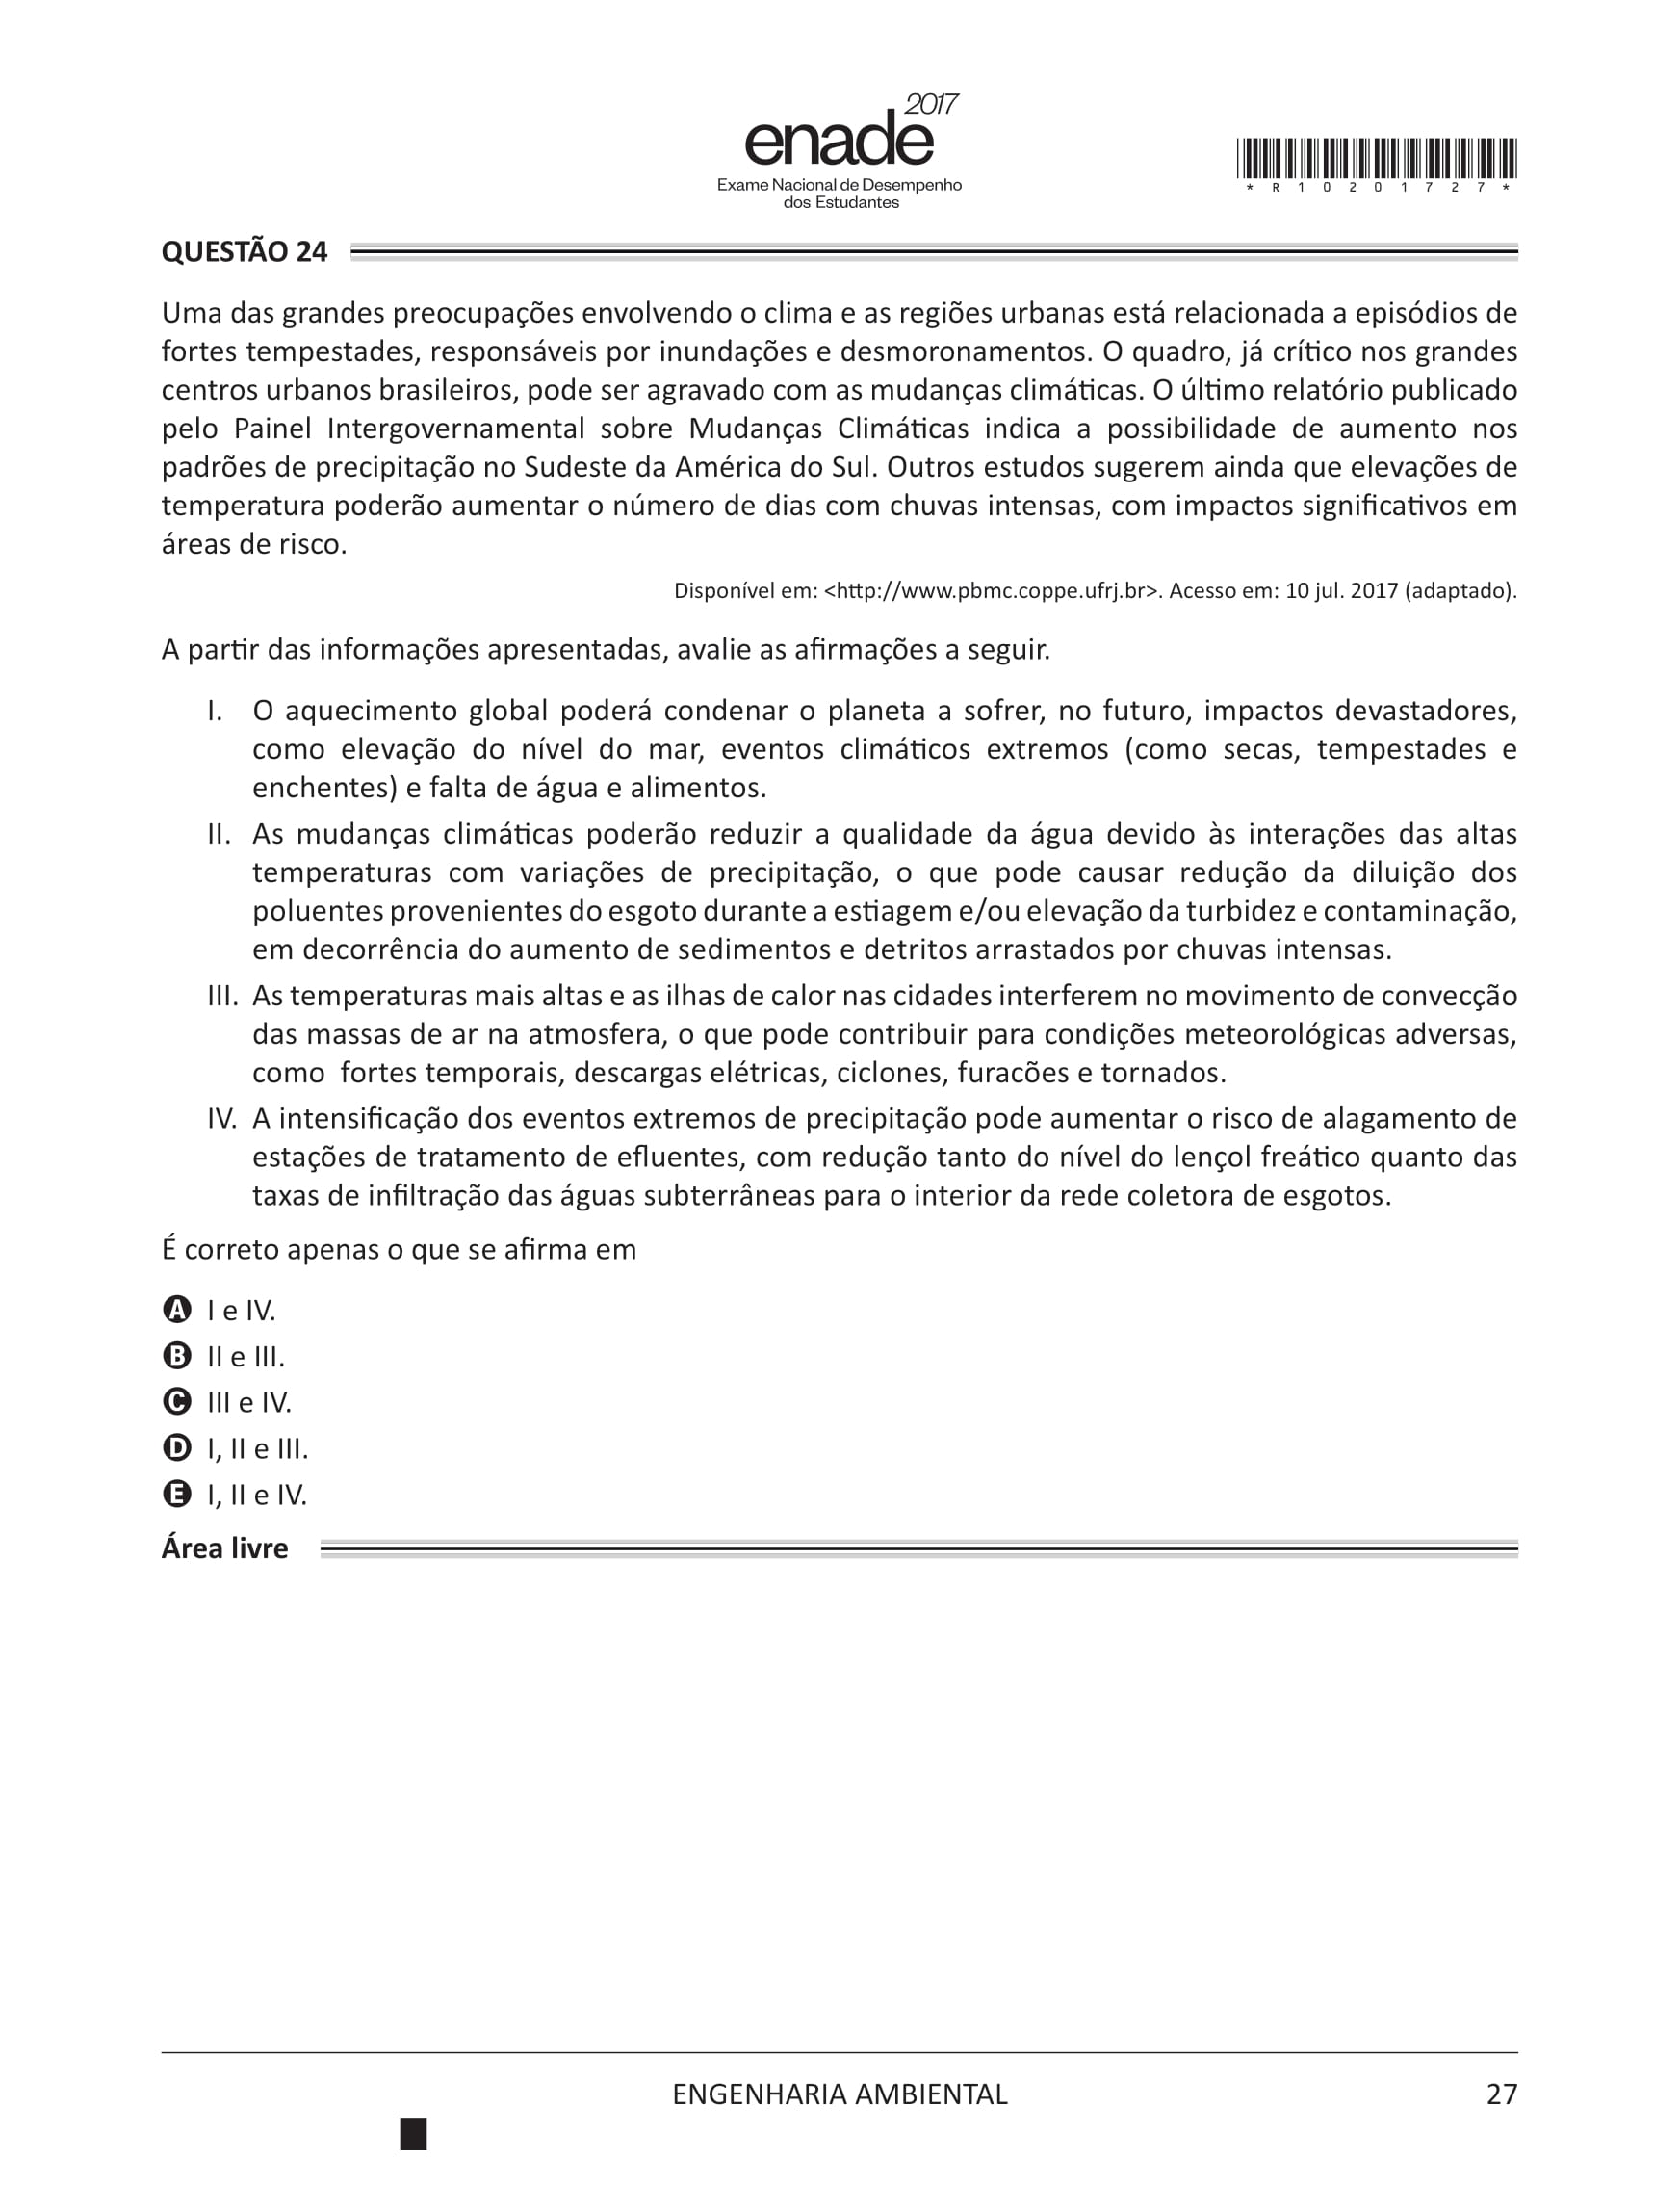 2017
enade
Exame Nacional de Desempenho
dos Estudantes
* R 1 0 2 0 1 7 2 7 *
QUESTÃO 24
Uma das grandes preocupações envolvendo o clima e as regiões urbanas está relacionada a episódios de
fortes tempestades, responsáveis por inundações e desmoronamentos. O quadro, já crítico nos grandes
centros urbanos brasileiros, pode ser agravado com as mudanças climáticas. O último relatório publicado
pelo Painel Intergovernamental sobre Mudanças Climáticas indica a possibilidade de aumento nos
padrões de precipitação no Sudeste da América do Sul. Outros estudos sugerem ainda que elevações de
temperatura poderão aumentar o número de dias com chuvas intensas, com impactos significativos em
áreas de risco.
Disponível em: <http://www.pbmc.coppe.ufrj.br>. Acesso em: 10 jul. 2017 (adaptado).
A partir das informações apresentadas, avalie as afirmações a seguir.
I. O aquecimento global poderá condenar o planeta a sofrer, no futuro, impactos devastadores,
como elevação do nível do mar, eventos climáticos extremos (como secas, tempestades e
enchentes) e falta de água e alimentos.
II. As mudanças climáticas poderão reduzir a qualidade da água devido às interações das altas
temperaturas com variações de precipitação, o que pode causar redução da diluição dos
poluentes provenientes do esgoto durante a estiagem e/ou elevação da turbidez e contaminação,
em decorrência do aumento de sedimentos e detritos arrastados por chuvas intensas.
III. As temperaturas mais altas e as ilhas de calor nas cidades interferem no movimento de convecção
das massas de ar na atmosfera, o que pode contribuir para condições meteorológicas adversas,
como fortes temporais, descargas elétricas, ciclones, furacões e tornados.
IV. A intensificação dos eventos extremos de precipitação pode aumentar o risco de alagamento de
estações de tratamento de efluentes, com redução tanto do nível do lençol freático quanto das
taxas de infiltração das águas subterrâneas para o interior da rede coletora de esgotos.
É correto apenas o que se afirma em
A I e IV.
B II e III.
C III e IV.
D I, II e III.
E I, II e IV.
Área livre
ENGENHARIA AMBIENTAL
27